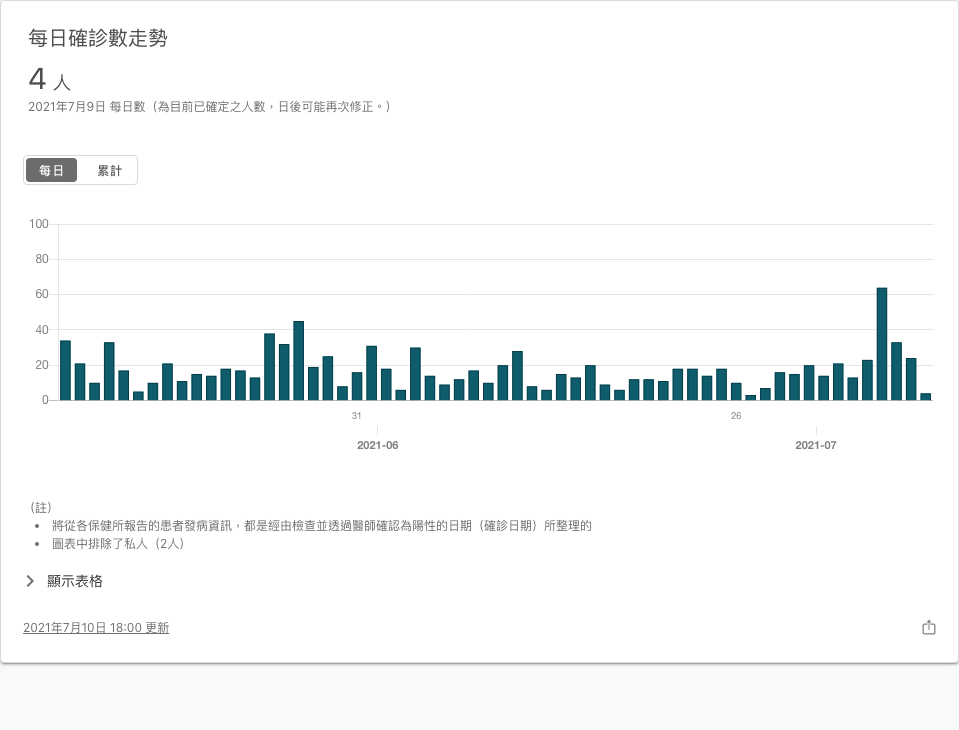 每日確診數走勢
4 人
2021年7月9日 每日數（為目前已確定之人數，日後可能再次修正。）
每日 累計
100
80
60
40
20
0
31 26
2021-06 2021-07
（註）
• 將從各保健所報告的患者發病資訊，都是經由檢查並透過醫師確認為陽性的日期（確診日期）所整理的
• 圖表中排除了私人（2人）
顯示表格
2021年7月10日 18:00 更新